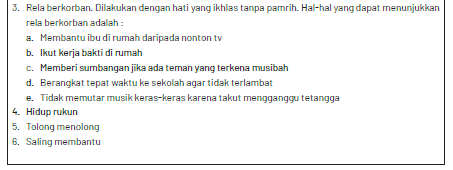 3. Rela berkorban. Dilakukan dengan hati yang ikhlas tanpa pamrih. Hal-hal yang dapat menunjukkan
rela berkorban adalah :
a. Membantu ibu di rumah daripada nonton tv
b. Ikut kerja bakti di rumah
c. Memberi sumbangan jika ada teman yang terkena musibah
d. Berangkat tepat waktu ke sekolah agar tidak terlambat
e. Tidak memutar musik keras-keras karena takut mengganggu tetangga
4. Hidup rukun
5. Tolong menolong
6. Saling membantu